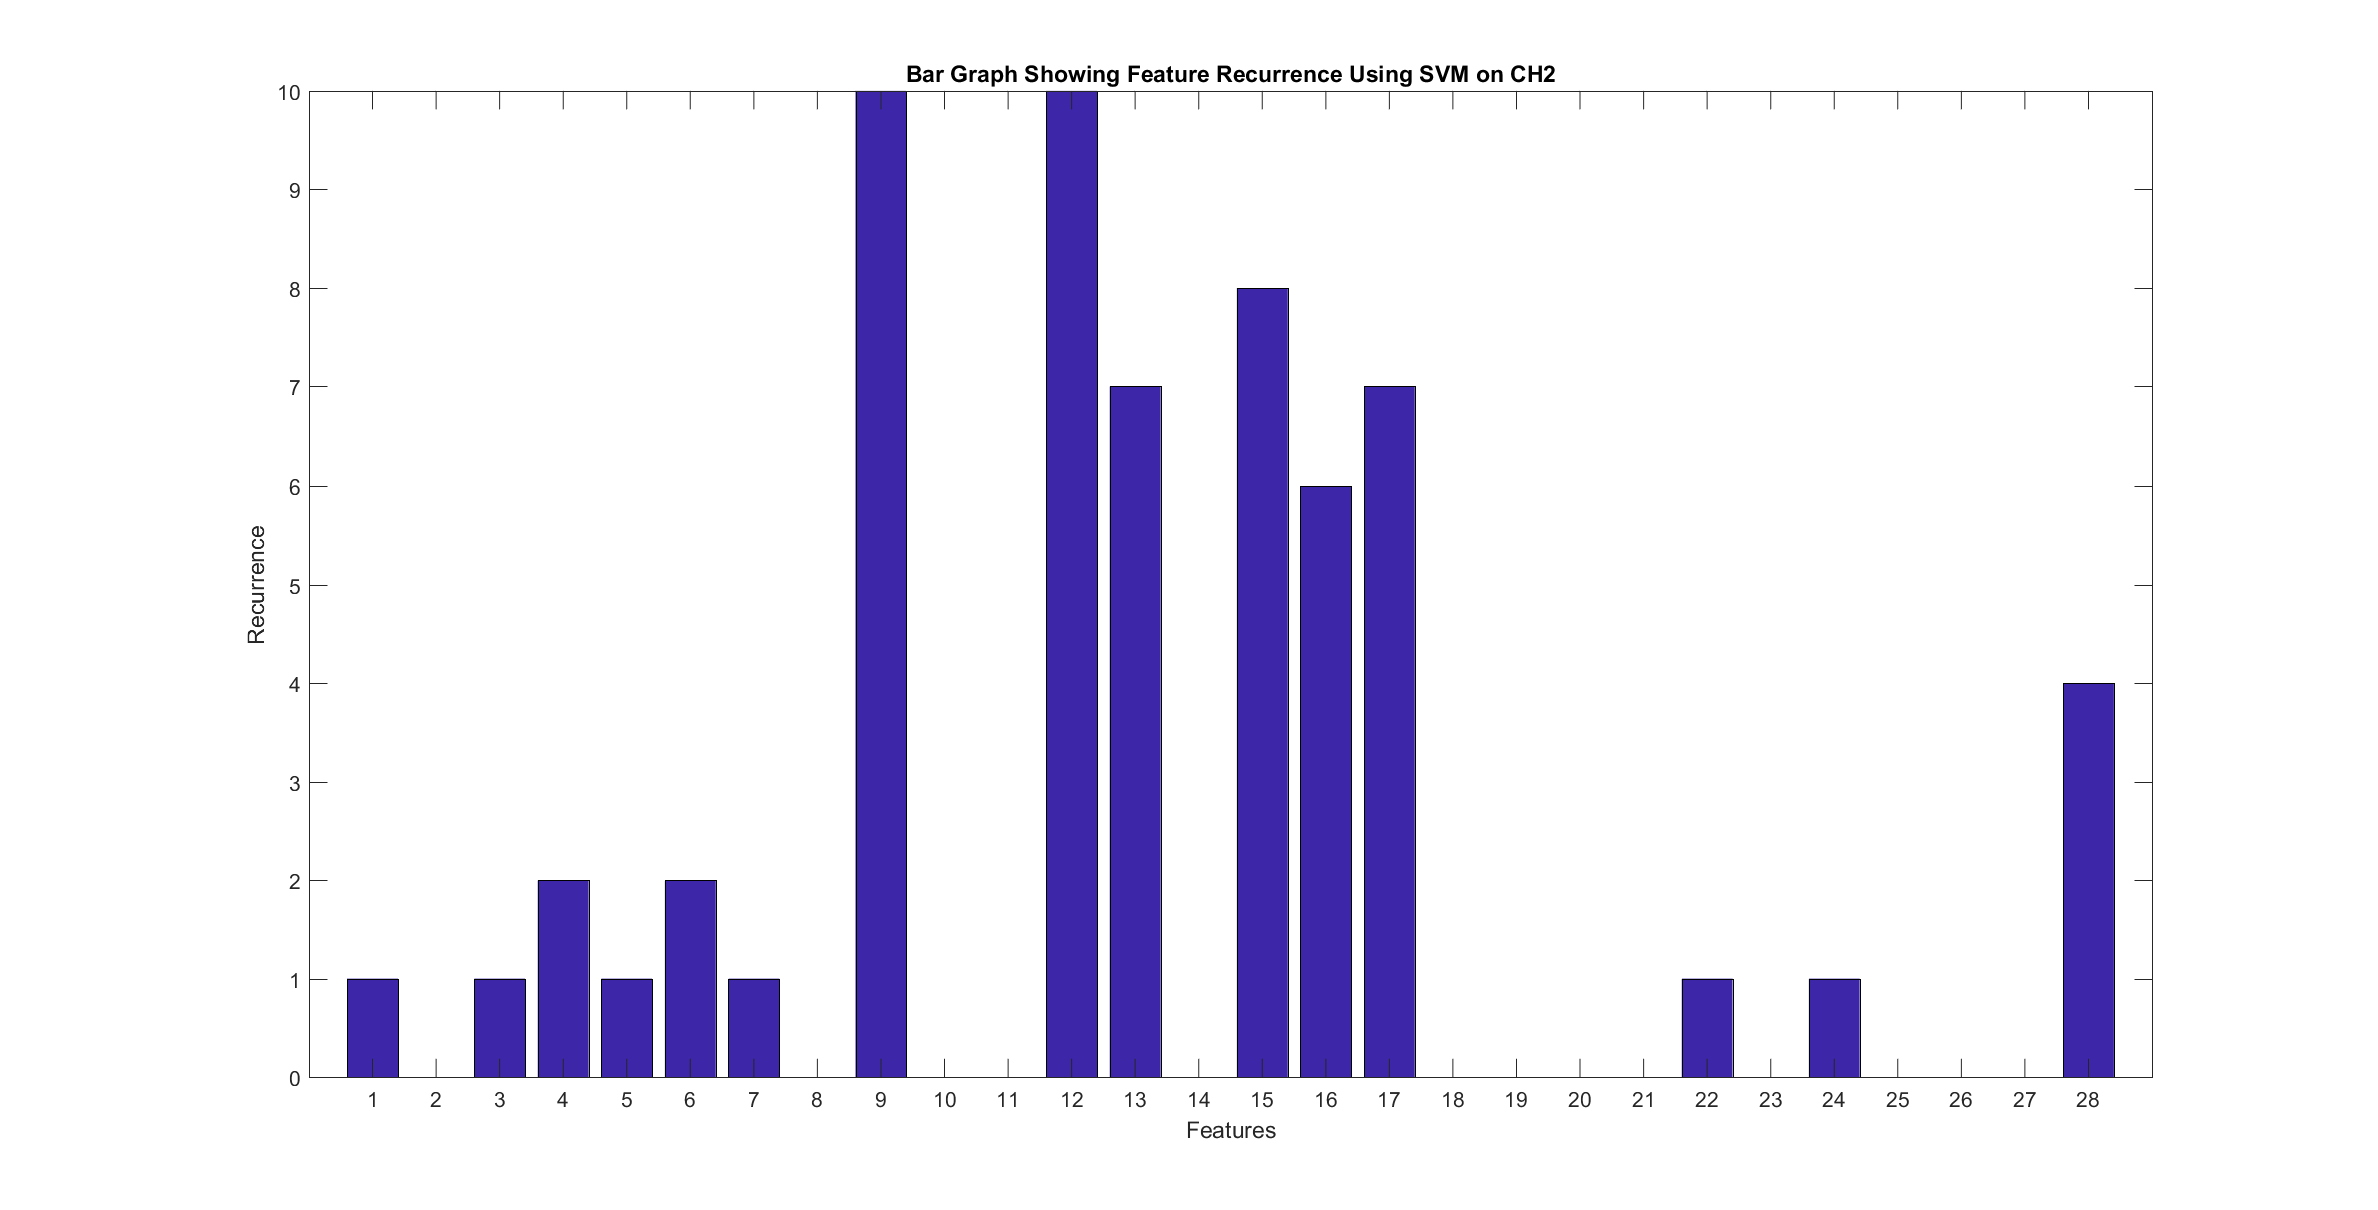 Bar Graph Showing Feature Recurrence Using SVM on CH2
10
9
8
7
6
5
4
3
2
1
0
Recurrence
1 2 3 4 5 6 7 8 9 10 11 12 13 14 15 16 17 18 19 20 21 22 23 24 25 26 27 28
Features